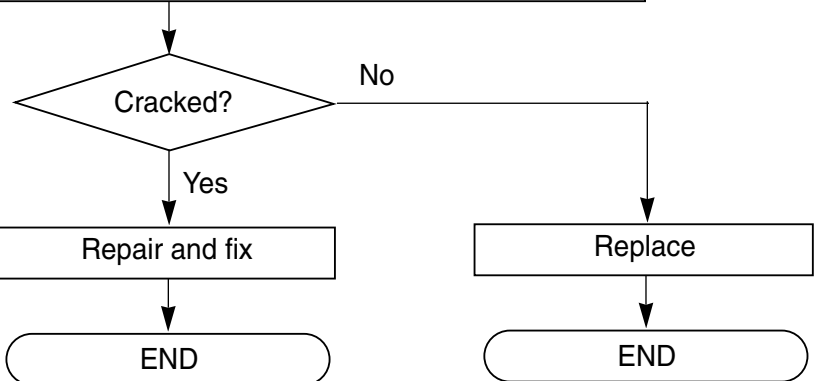 No
Cracked?
Yes
Repair and fix
Replace
END
END